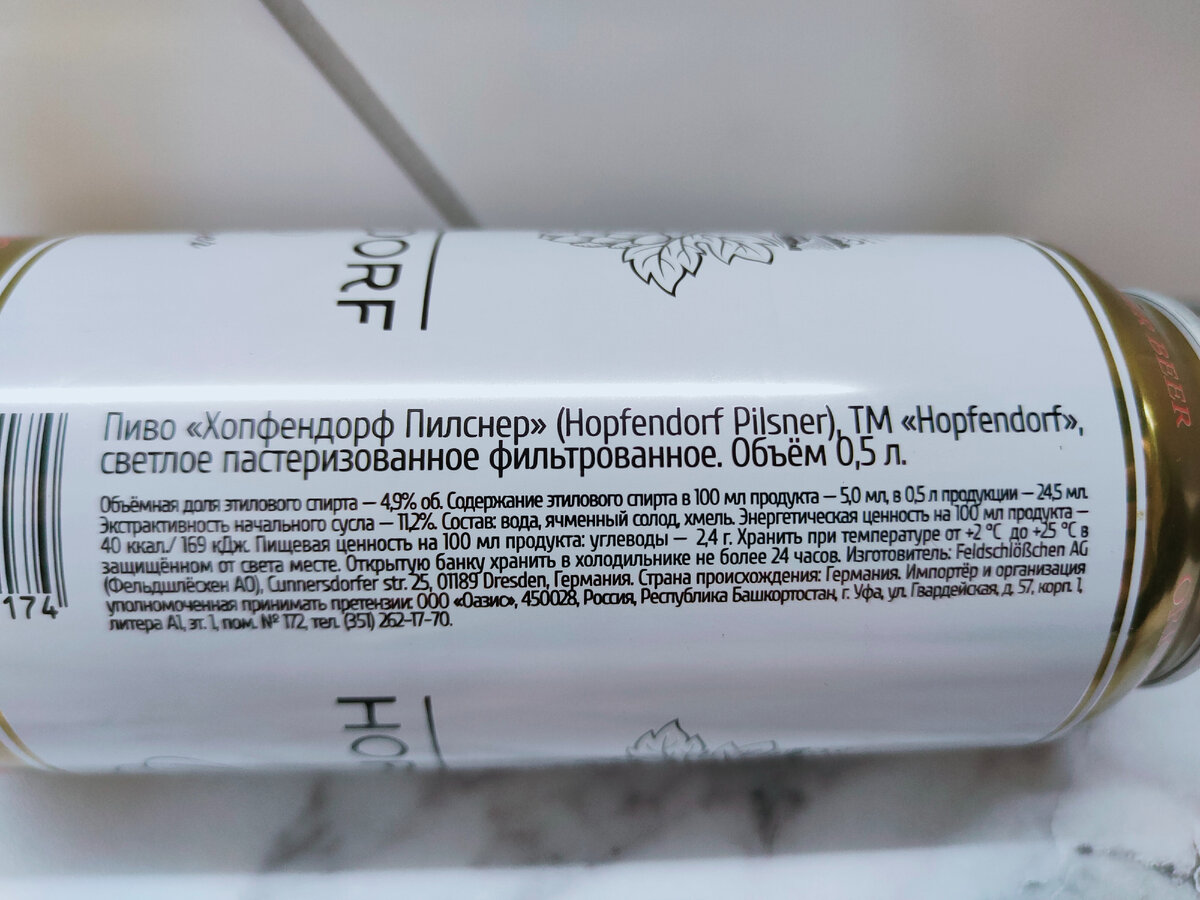 DORF
BEER
Пиво «Хопфендорф Пилснер» (Hopfendorf Pilsner), ТМ «Hopfendorf»,
светлое пастеризованное фильтрованное. Объём 0,5 л.
Объёмная доля этилового спирта – 4,9% об. Содержание этилового спирта в 100 мл продукта – 5,0 мл, в 0,5 л продукции – 24,5 мл.
Экстрактивность начального сусла – 11,2%. Состав: вода, ячменный солод, хмель. Энергетическая ценность на 100 мл продукта –
40 ккал./ 169 кДж. Пищевая ценность на 100 мл продукта: углеводы – 2,4 г. Хранить при температуре от +2 °C до +25 °C в
защищённом от света месте. Открытую банку хранить в холодильнике не более 24 часов. Изготовитель: Feldschlößchen AG
(Фельдшлёсхен АО), Cunnersdorfer str. 25, 01189 Dresden, Германия. Страна происхождения: Германия. Импортёр и организация
уполномоченная принимать претензии: ООО «Оазис», 450028, Россия, Республика Башкортостан, г. Уфа, ул. Гвардейская, д. 57, корп. 1,
литера А1, эт. 1, пом. № 172, тел. (351) 262-17-70.
174
HO